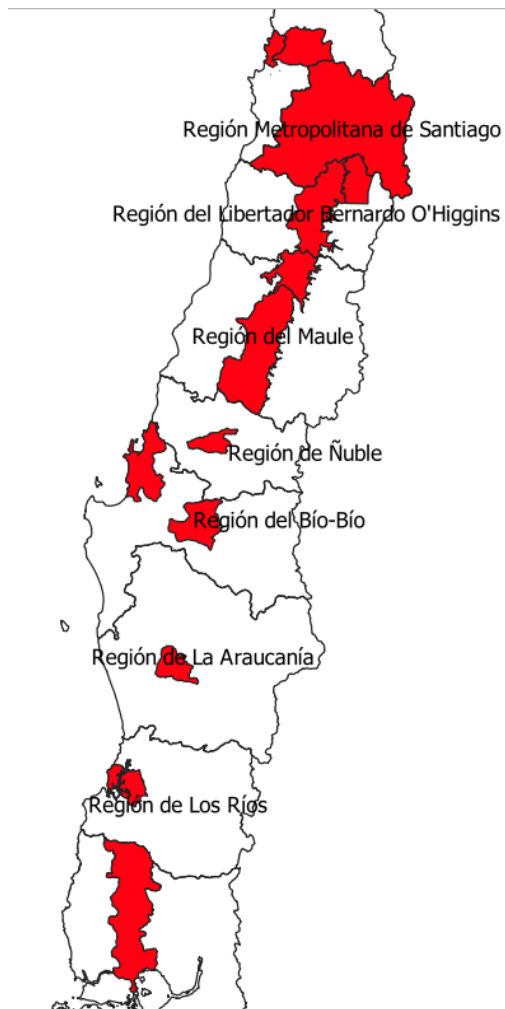 Región Metropolitana de Santiago
Región del Libertador Bernardo O'Higgins
Región del Maule
Región de Ñuble
Región del Bío-Bío
Región de La Araucanía
Región de Los Ríos